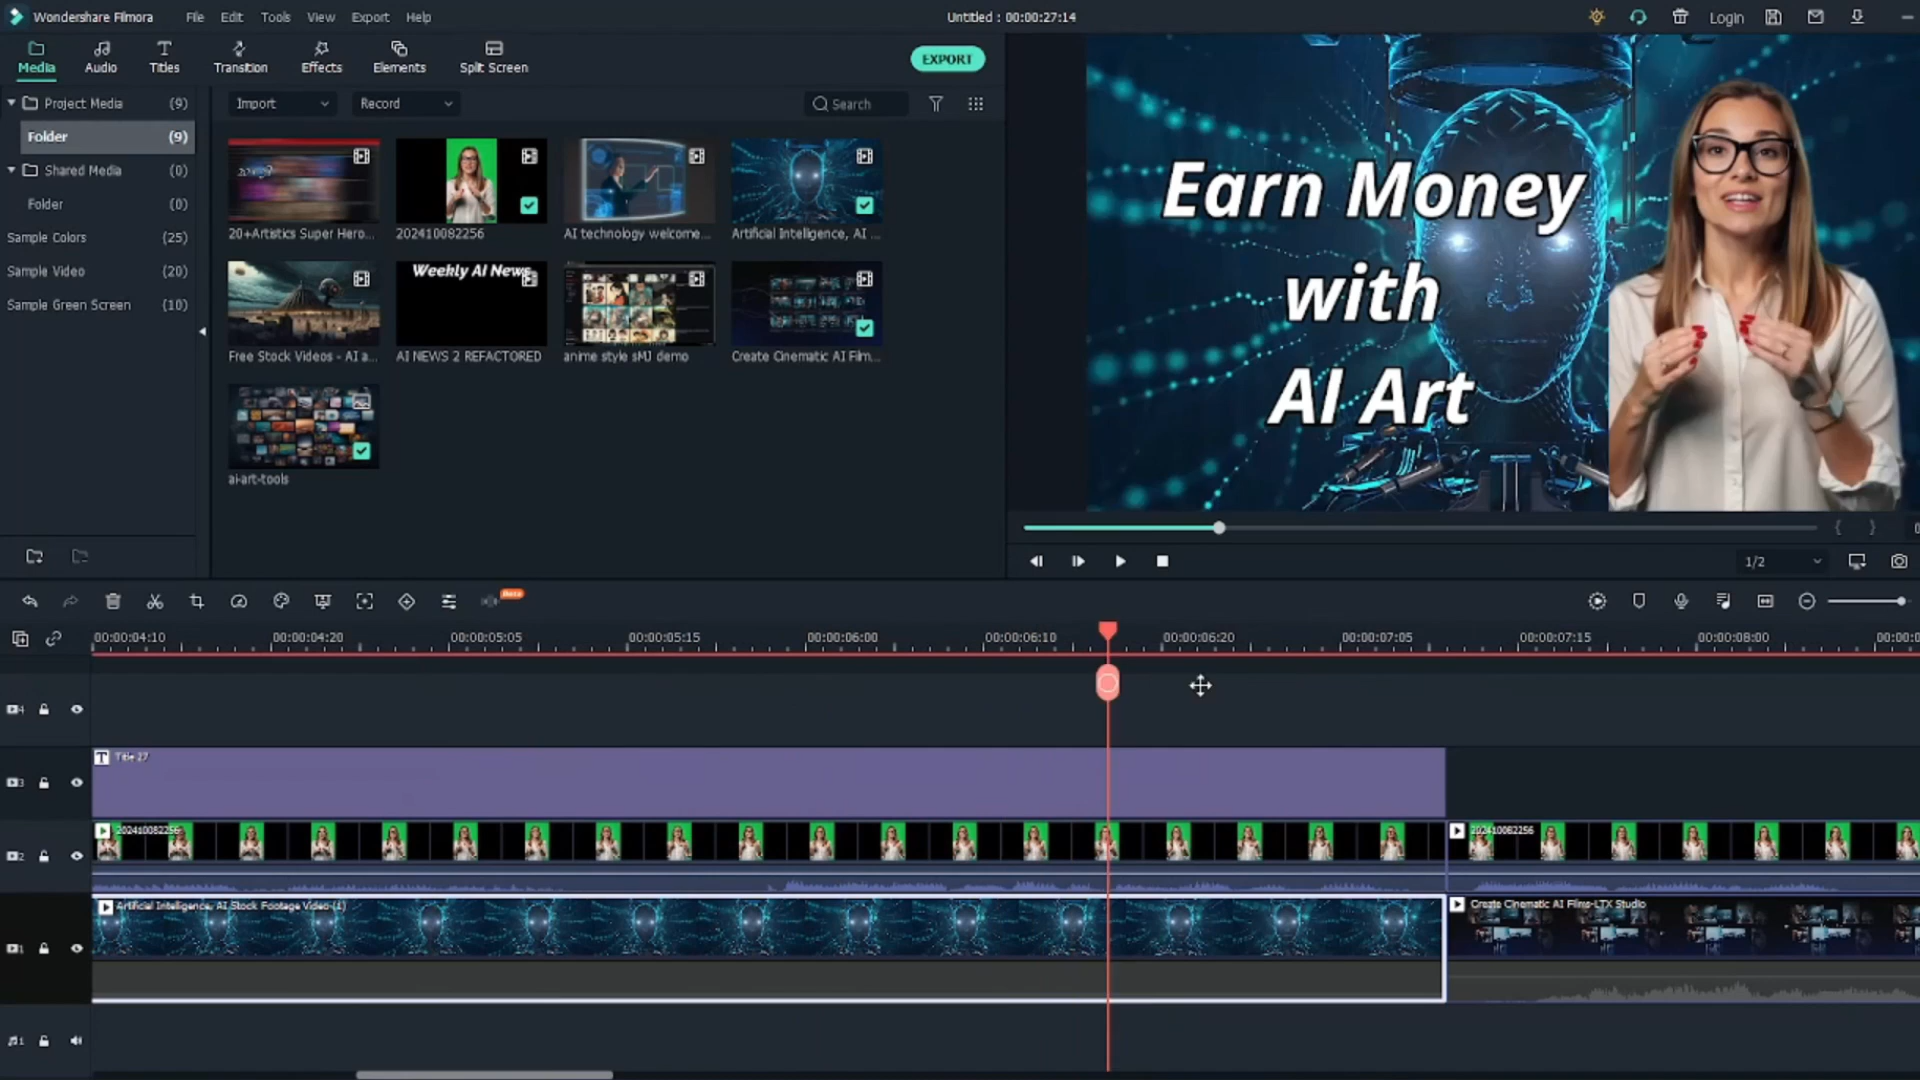 Wondershare Filmora
File
Edit
Tools
View
Export
Help
Untitled : 00:00:27:14
Login
Media
Audio
Titles
Transition
Effects
Elements
Split Screen
EXPORT
Project Media (9)
Folder (9)
Shared Media (0)
Folder (0)
Sample Colors (25)
Sample Video (20)
Sample Green Screen (10)
Import
Record
Search
20+Artistics Super Hero...
202410082256
AI technology welcome...
Artificial Intelligence, AI ...
Weekly AI News
Free Stock Videos - AI a...
AI NEWS 2 REFACTORED
anime style sMJ demo
Create Cinematic AI Film...
ai-art-tools
Earn Money
with
AI Art
1/2
Beta
00:00:04:10
00:00:04:20
00:00:05:05
00:00:05:15
00:00:06:00
00:00:06:10
00:00:06:20
00:00:07:05
00:00:07:15
00:00:08:00
4
T Title 27
3
202410082256
202410082256
2
Artificial Intelligence, AI Stock Footage Video (1)
Create Cinematic AI Films-LTX Studio
1
1